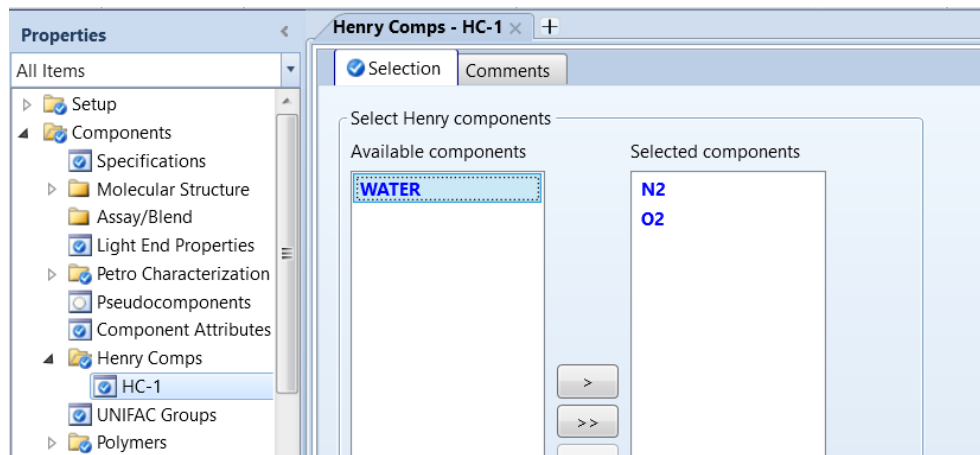 Properties
All Items
Setup
Components
Specifications
Molecular Structure
Assay/Blend
Light End Properties
Petro Characterization
Pseudocomponents
Component Attributes
Henry Comps
HC-1
UNIFAC Groups
Polymers
Henry Comps - HC-1
Selection
Comments
Select Henry components
Available components
Selected components
WATER
N2
O2
>
>>